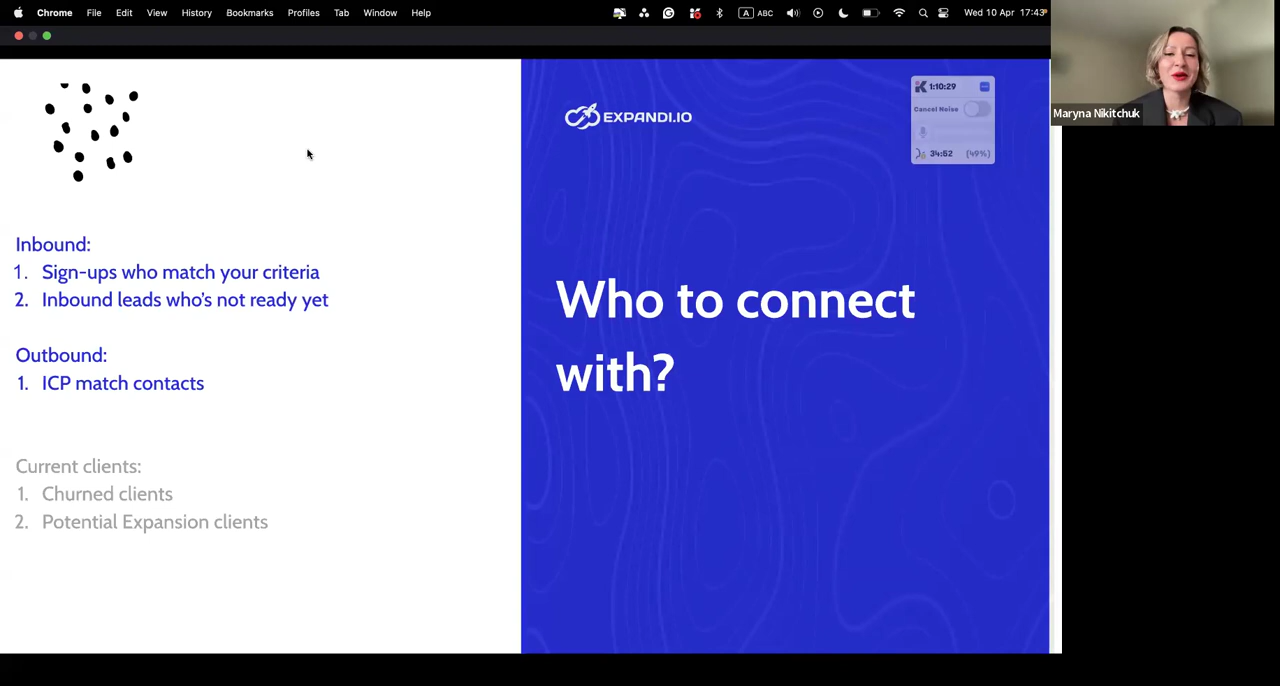 Chrome File Edit View History Bookmarks Profiles Tab Window Help A ABC Wed 10 Apr 17:43
Maryna Nikitchuk
EXPANDI.IO
1:10:29
Cancel Noise
34:52 (49%)
Inbound:
1. Sign-ups who match your criteria
2. Inbound leads who's not ready yet
Outbound:
1. ICP match contacts
Current clients:
1. Churned clients
2. Potential Expansion clients
Who to connect
with?